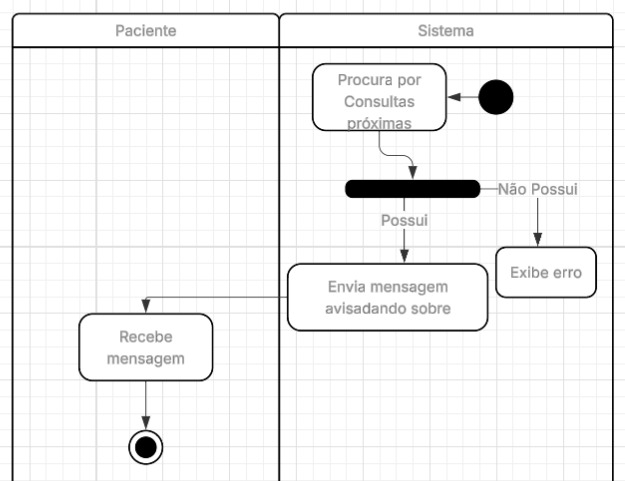 Paciente
Sistema
Procura por
Consultas
próximas
Não Possui
Possui
Exibe erro
Envia mensagem
avisadando sobre
Recebe
mensagem